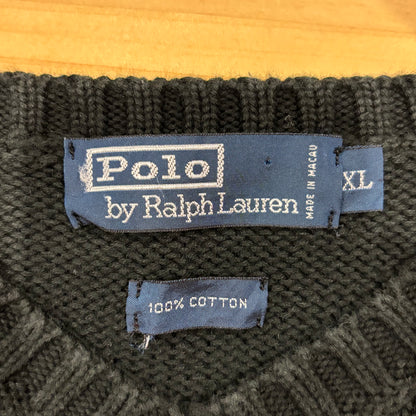 Polo
by Ralph Lauren
MADE IN MACAU
XL
100% COTTON